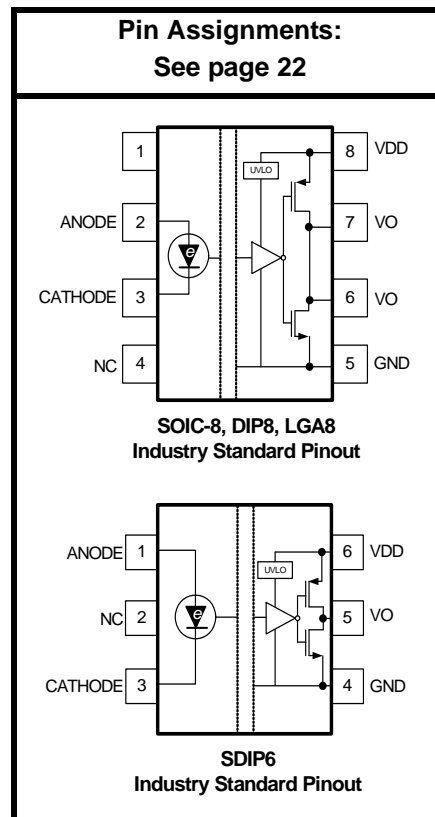 Pin Assignments:
See page 22
1
8 VDD
UVLO
ANODE 2
7 VO
e
CATHODE 3
6 VO
NC 4
5 GND
SOIC-8, DIP8, LGA8
Industry Standard Pinout
ANODE 1
6 VDD
UVLO
NC 2
e
5 VO
CATHODE 3
4 GND
SDIP6
Industry Standard Pinout